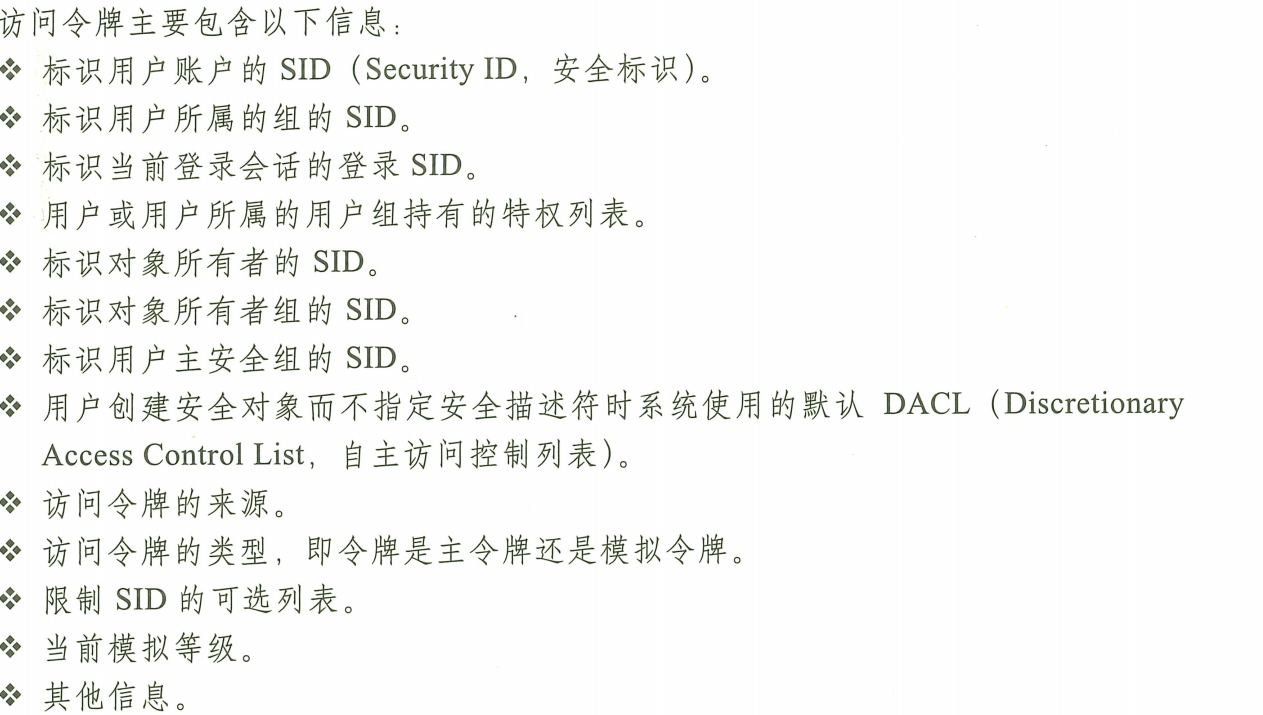 访问令牌主要包含以下信息：
❖ 标识用户账户的 SID（Security ID，安全标识）。
❖ 标识用户所属的组的 SID。
❖ 标识当前登录会话的登录 SID。
❖ 用户或用户所属的用户组持有的特权列表。
❖ 标识对象所有者的 SID。
❖ 标识对象所有者组的 SID。
❖ 标识用户主安全组的 SID。
❖ 用户创建安全对象而不指定安全描述符时系统使用的默认 DACL（Discretionary
Access Control List，自主访问控制列表）。
❖ 访问令牌的来源。
❖ 访问令牌的类型，即令牌是主令牌还是模拟令牌。
❖ 限制 SID 的可选列表。
❖ 当前模拟等级。
❖ 其他信息。